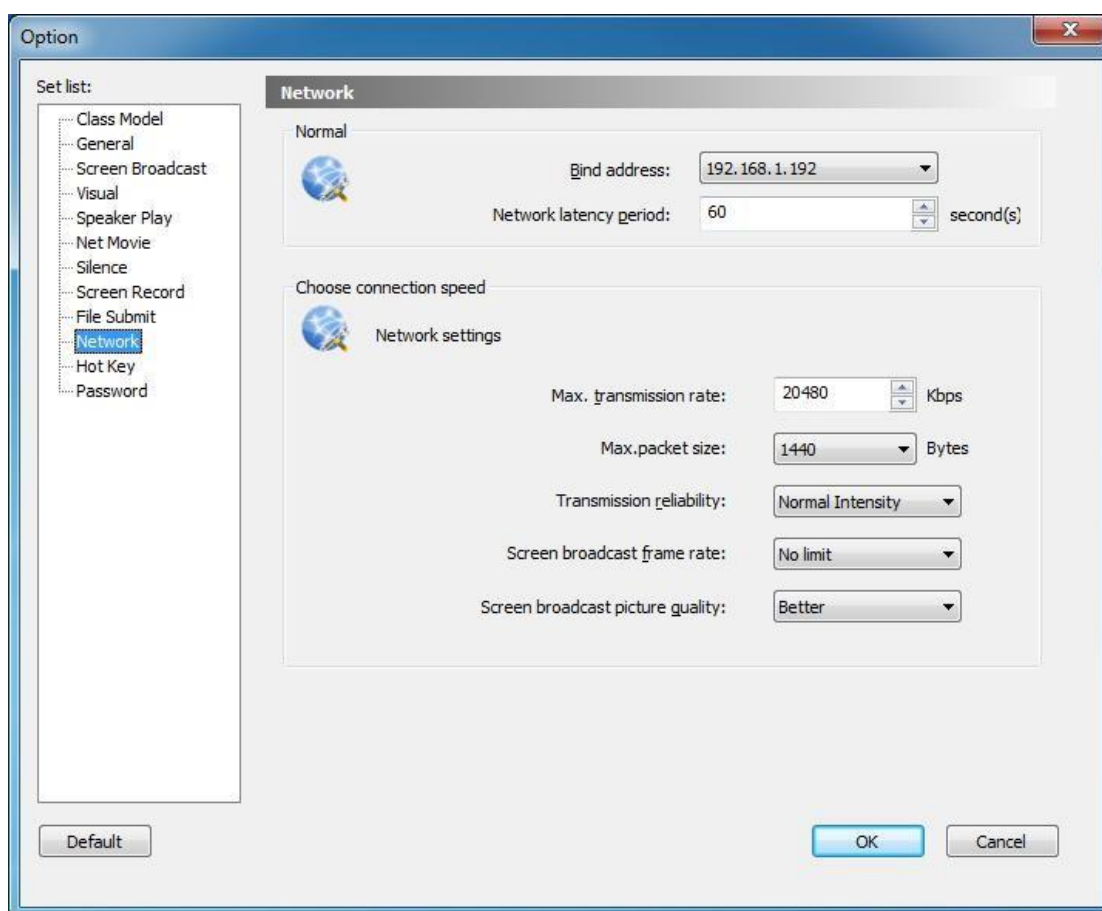 Option
Set list:
Class Model
General
Screen Broadcast
Visual
Speaker Play
Net Movie
Silence
Screen Record
File Submit
Network
Hot Key
Password
Network
Normal
Bind address: 192.168.1.192
Network latency period: 60 second(s)
Choose connection speed
Network settings
Max. transmission rate: 20480 Kbps
Max.packet size: 1440 Bytes
Transmission reliability: Normal Intensity
Screen broadcast frame rate: No limit
Screen broadcast picture quality: Better
Default OK Cancel